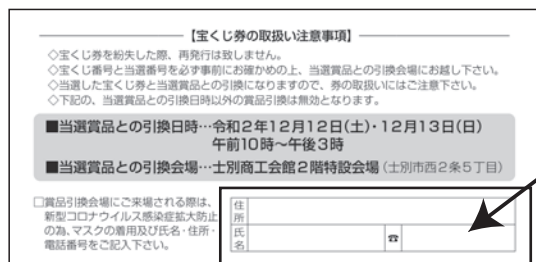 【宝くじ券の取扱い注意事項】
◇宝くじ券を紛失した際、再発行は致しません。
◇宝くじ番号と当選番号を必ず事前にお確かめの上、当選賞品との引換会場にお越し下さい。
◇当選した宝くじ券と当選賞品との引換になりますので、券の取扱いにはご注意下さい。
◇下記の、当選賞品との引換日時以外の賞品引換は無効となります。
■当選賞品との引換日時…令和2年12月12日(土)・12月13日(日)
午前10時〜午後3時
■当選賞品との引換会場…士別商工会館2階特設会場(士別市西2条5丁目)
□賞品引換会場にご来場される際は、
新型コロナウイルス感染症拡大防止
の為、マスクの着用及び氏名・住所・
電話番号をご記入下さい。
住所
氏名 ☎